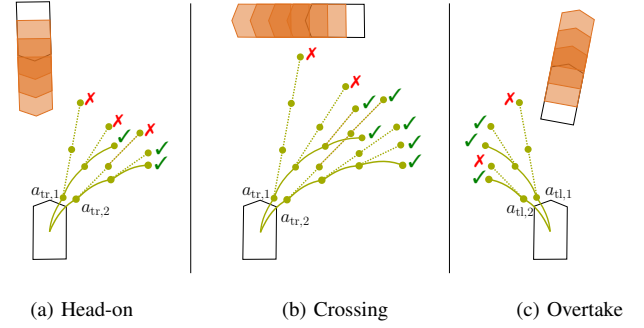 a_tr,1
a_tr,2
a_tr,1
a_tr,2
a_tl,1
a_tl,2
(a) Head-on
(b) Crossing
(c) Overtake